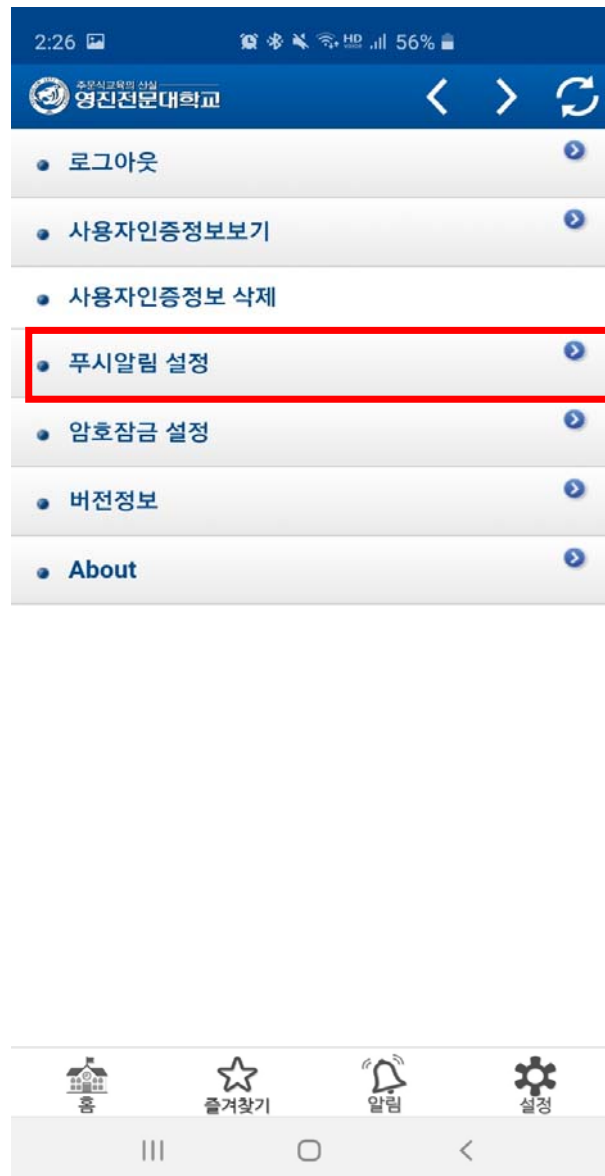 2:26 HD 56%
주문식교육의 산실
영진전문대학교
로그아웃
사용자인증정보보기
사용자인증정보 삭제
푸시알림 설정
암호잠금 설정
버전정보
About
홈 즐겨찾기 알림 설정